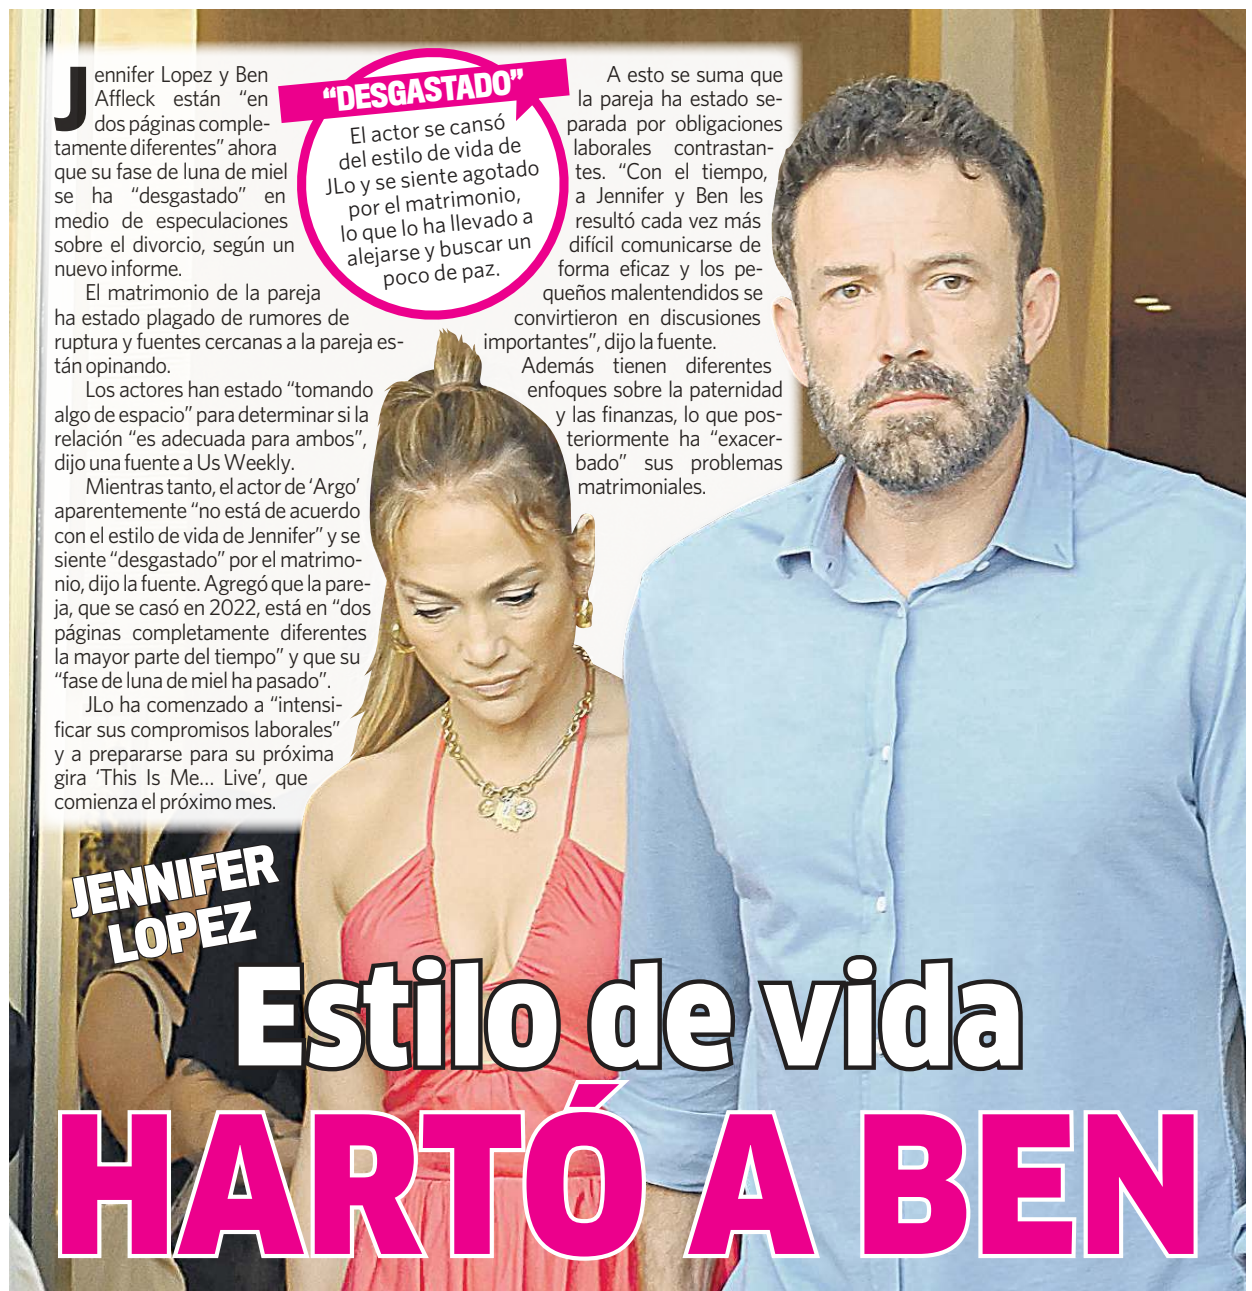 Jennifer Lopez y Ben
Affleck están “en
dos páginas comple-
tamente diferentes” ahora
que su fase de luna de miel
se ha “desgastado” en
medio de especulaciones
sobre el divorcio, según un
nuevo informe.
El matrimonio de la pareja
ha estado plagado de rumores de
ruptura y fuentes cercanas a la pareja es-
tán opinando.
Los actores han estado “tomando
algo de espacio” para determinar si la
relación “es adecuada para ambos”,
dijo una fuente a Us Weekly.
Mientras tanto, el actor de ‘Argo’
aparentemente “no está de acuerdo
con el estilo de vida de Jennifer” y se
siente “desgastado” por el matrimo-
nio, dijo la fuente. Agregó que la pare-
ja, que se casó en 2022, está en “dos
páginas completamente diferentes
la mayor parte del tiempo” y que su
“fase de luna de miel ha pasado”.
JLo ha comenzado a “intensi-
ficar sus compromisos laborales”
y a prepararse para su próxima
gira ‘This Is Me... Live’, que
comienza el próximo mes.
“DESGASTADO”
El actor se cansó
del estilo de vida de
JLo y se siente agotado
por el matrimonio,
lo que lo ha llevado a
alejarse y buscar un
poco de paz.
A esto se suma que
la pareja ha estado se-
parada por obligaciones
laborales contrastan-
tes. “Con el tiempo,
a Jennifer y Ben les
resultó cada vez más
difícil comunicarse de
forma eficaz y los pe-
queños malentendidos se
convirtieron en discusiones
importantes”, dijo la fuente.
Además tienen diferentes
enfoques sobre la paternidad
y las finanzas, lo que pos-
teriormente ha “exacer-
bado” sus problemas
matrimoniales.
JENNIFER
LOPEZ
Estilo de vida
HARTÓ A BEN